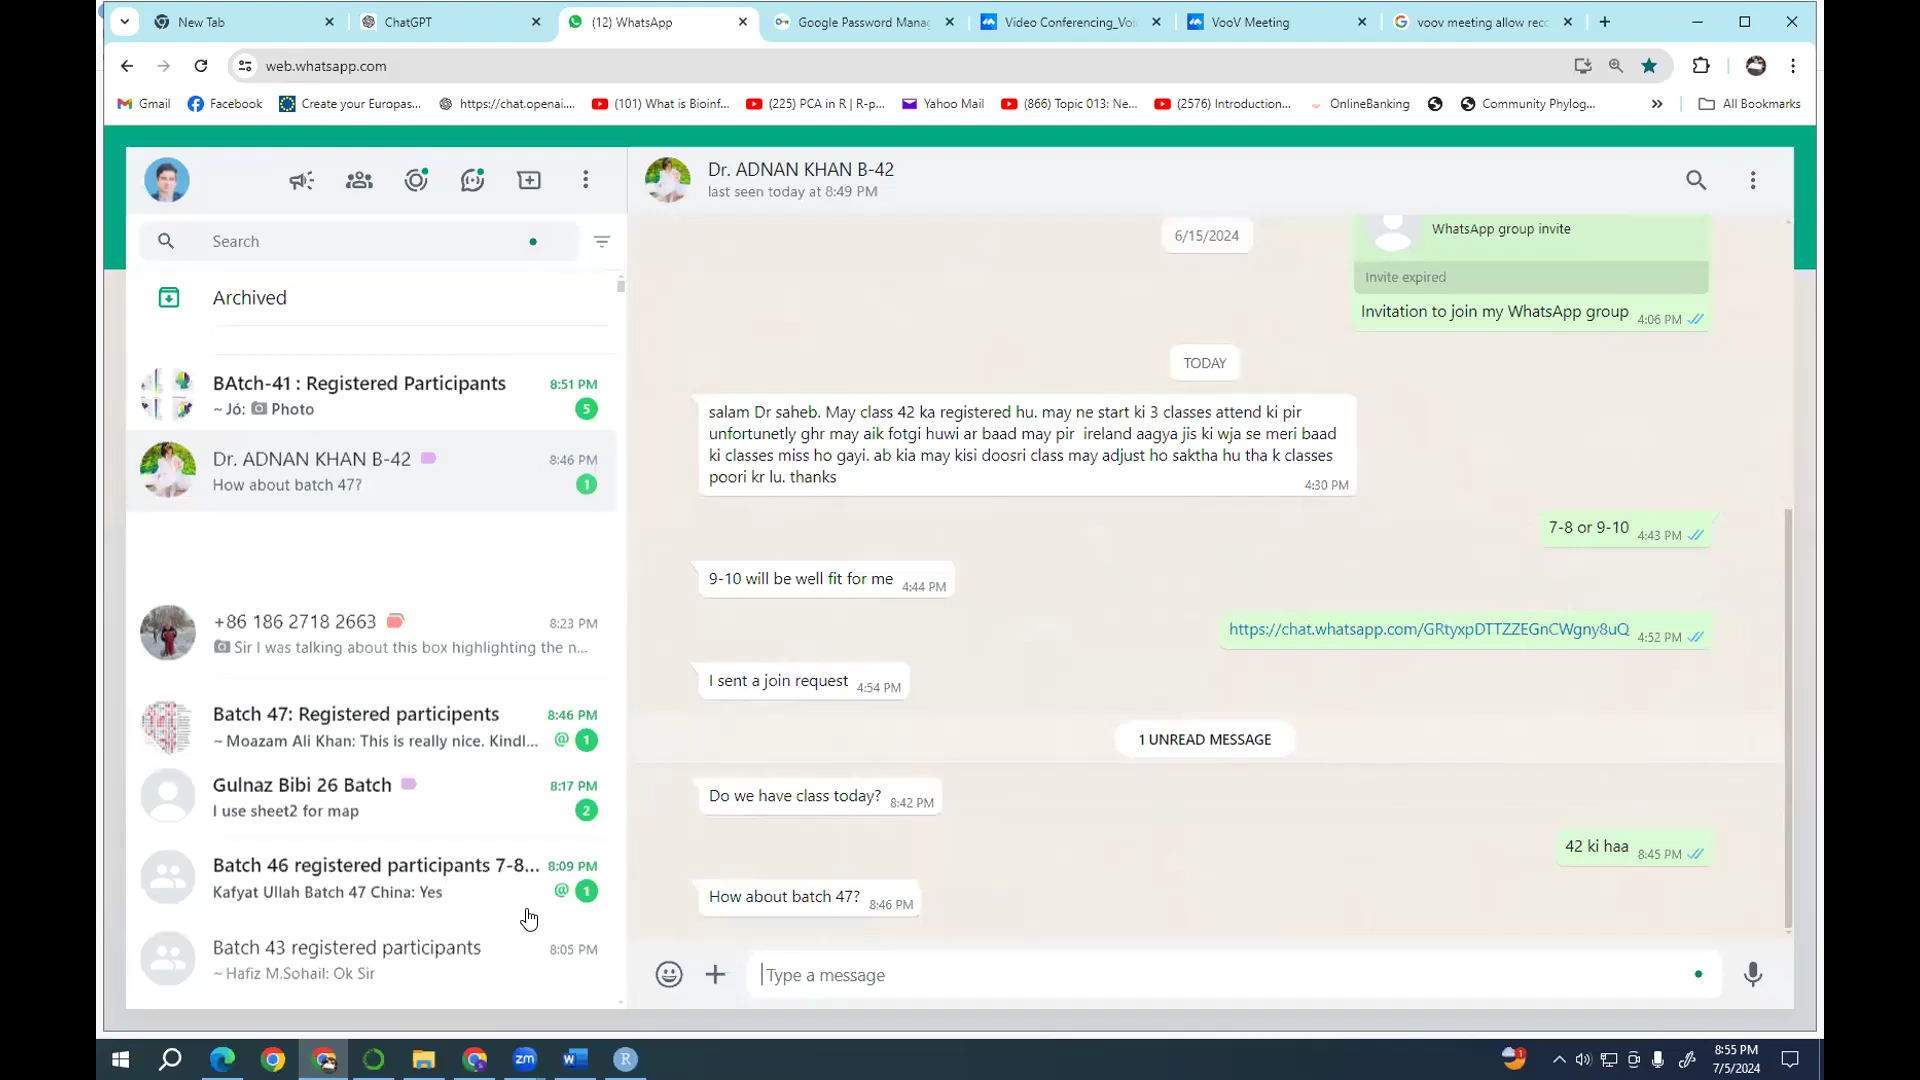 New Tab
ChatGPT
(12) WhatsApp
Google Password Mana
Video Conferencing_Voi
VooV Meeting
voov meeting allow rec
web.whatsapp.com
Gmail
Facebook
Create your Europas...
https://chat.openai....
(101) What is Bioinf...
(225) PCA in R | R-p...
Yahoo Mail
(866) Topic 013: Ne...
(2576) Introduction...
OnlineBanking
Community Phylog...
All Bookmarks
Search
Archived
BAtch-41 : Registered Participants
8:51 PM
~ Jó: Photo
5
Dr. ADNAN KHAN B-42
8:46 PM
How about batch 47?
1
+86 186 2718 2663
8:23 PM
Sir I was talking about this box highlighting the n...
Batch 47: Registered participents
8:46 PM
~ Moazam Ali Khan: This is really nice. Kindl...
@ 1
Gulnaz Bibi 26 Batch
8:17 PM
I use sheet2 for map
2
Batch 46 registered participants 7-8...
8:09 PM
Kafyat Ullah Batch 47 China: Yes
@ 1
Batch 43 registered participants
8:05 PM
~ Hafiz M.Sohail: Ok Sir
Dr. ADNAN KHAN B-42
last seen today at 8:49 PM
6/15/2024
WhatsApp group invite
Invite expired
Invitation to join my WhatsApp group
4:06 PM
TODAY
salam Dr saheb. May class 42 ka registered hu. may ne start ki 3 classes attend ki pir
unfortunetly ghr may aik fotgi huwi ar baad may pir ireland aagya jis ki wja se meri baad
ki classes miss ho gayi. ab kia may kisi doosri class may adjust ho saktha hu tha k classes
poori kr lu. thanks
4:30 PM
7-8 or 9-10
4:43 PM
9-10 will be well fit for me
4:44 PM
https://chat.whatsapp.com/GRtyxpDTTZZEGnCWgny8uQ
4:52 PM
I sent a join request
4:54 PM
1 UNREAD MESSAGE
Do we have class today?
8:42 PM
42 ki haa
8:45 PM
How about batch 47?
8:46 PM
Type a message
zm
W
R
1
8:55 PM
7/5/2024